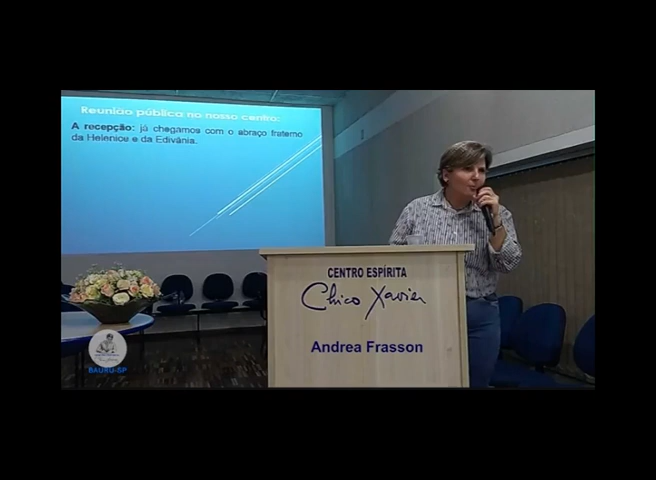 Reunião pública no nosso centro:
A recepção: já chegamos com o abraço fraterno
da Helenice e da Edivânia.
CENTRO ESPÍRITA
Chico Xavier
Andrea Frasson
BAURU-SP